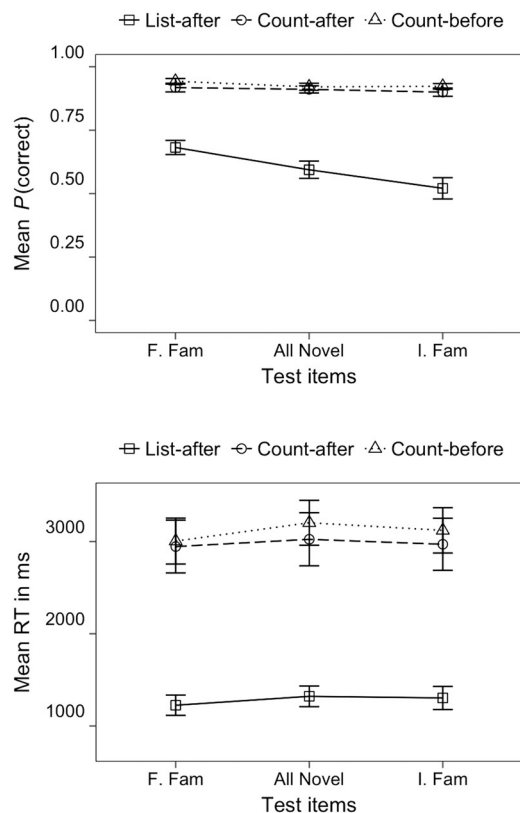 List-after Count-after Count-before
Mean P(correct)
1.00
0.75
0.50
0.25
0.00
F. Fam All Novel I. Fam
Test items
List-after Count-after Count-before
Mean RT in ms
3000
2000
1000
F. Fam All Novel I. Fam
Test items